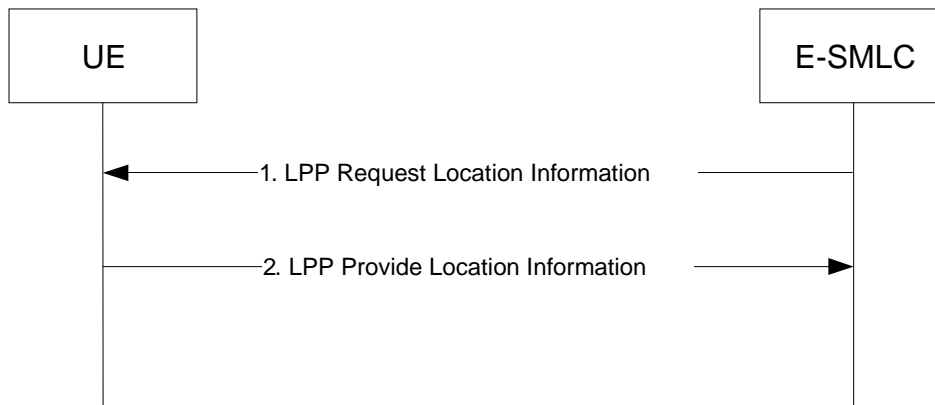 UE
E-SMLC
1. LPP Request Location Information
2. LPP Provide Location Information